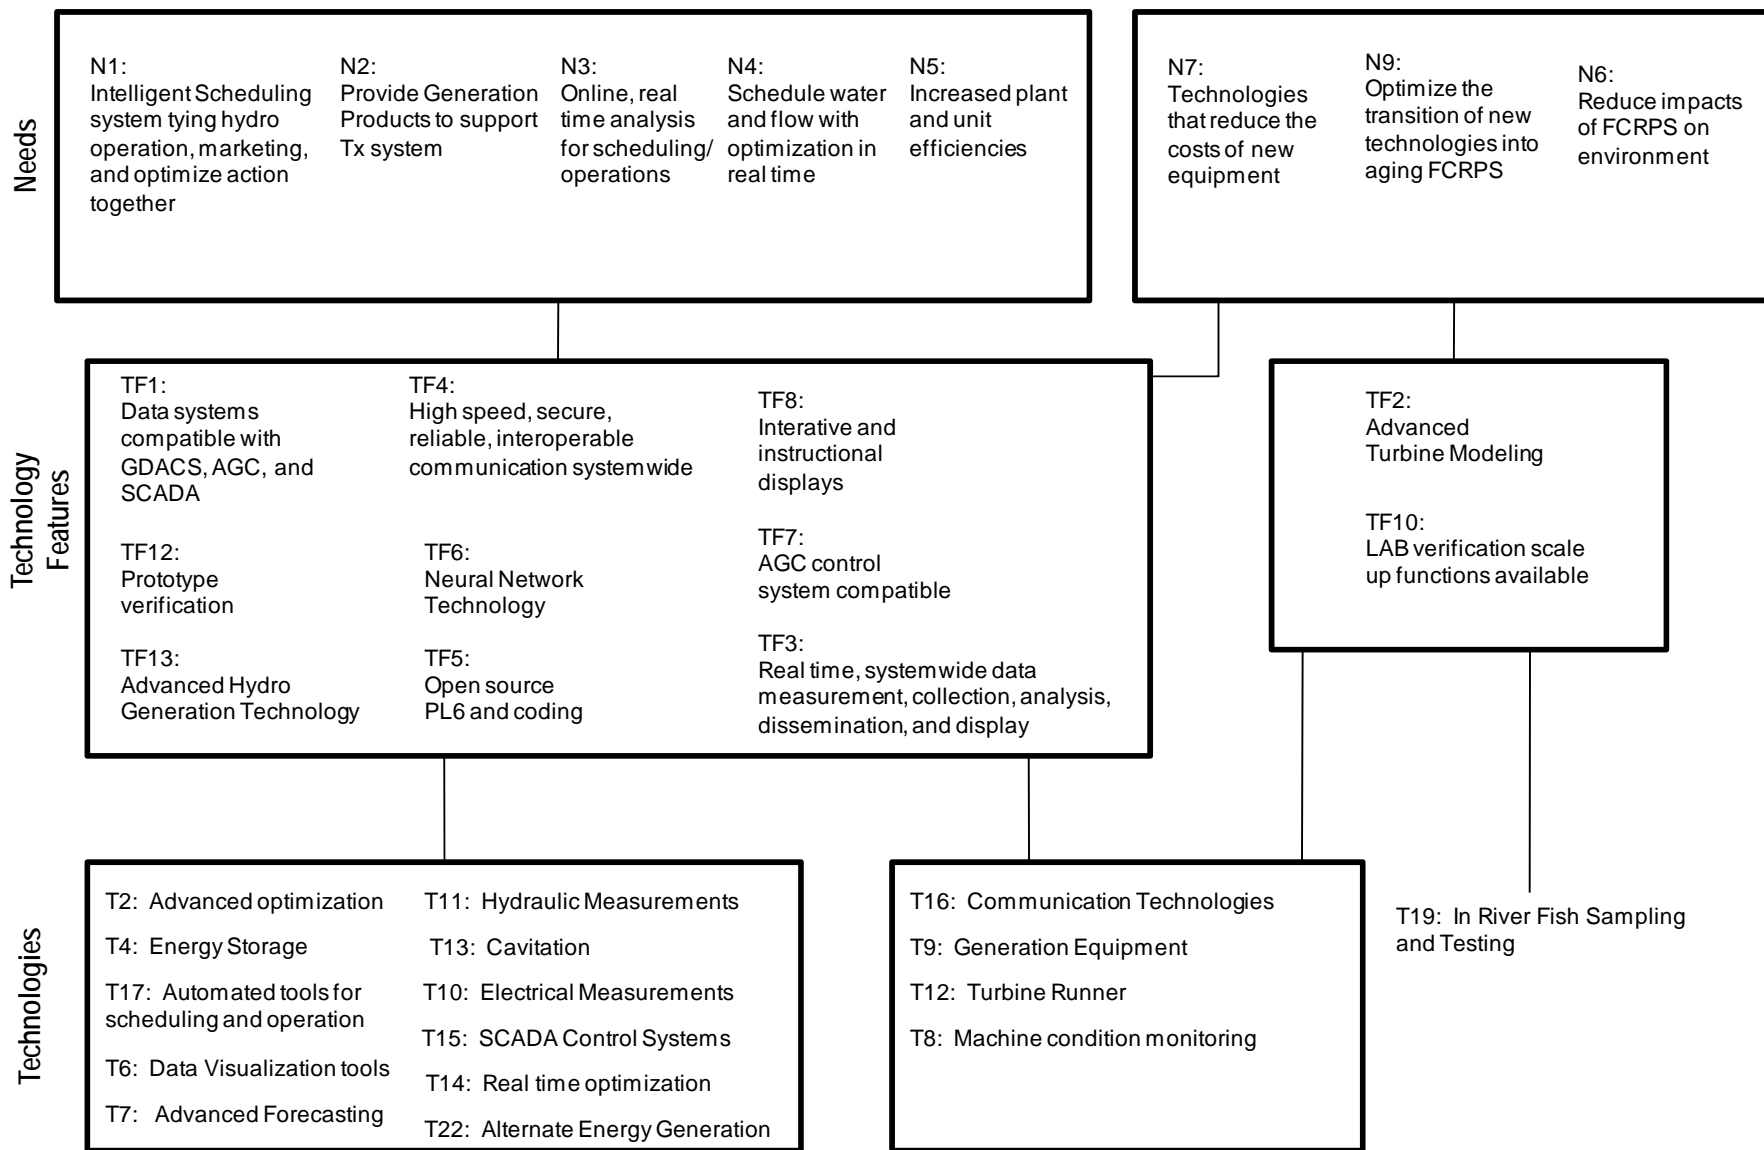 Needs
N1:
Intelligent Scheduling
system tying hydro
operation, marketing,
and optimize action
together
N2:
Provide Generation
Products to support
Tx system
N3:
Online, real
time analysis
for scheduling/
operations
N4:
Schedule water
and flow with
optimization in
real time
N5:
Increased plant
and unit
efficiencies
N7:
Technologies
that reduce the
costs of new
equipment
N9:
Optimize the
transition of new
technologies into
aging FCRPS
N6:
Reduce impacts
of FCRPS on
environment
Technology
Features
TF1:
Data systems
compatible with
GDACS, AGC, and
SCADA
TF4:
High speed, secure,
reliable, interoperable
communication systemwide
TF8:
Interative and
instructional
displays
TF12:
Prototype
verification
TF6:
Neural Network
Technology
TF7:
AGC control
system compatible
TF13:
Advanced Hydro
Generation Technology
TF5:
Open source
PL6 and coding
TF3:
Real time, systemwide data
measurement, collection, analysis,
dissemination, and display
TF2:
Advanced
Turbine Modeling
TF10:
LAB verification scale
up functions available
Technologies
T2: Advanced optimization
T4: Energy Storage
T17: Automated tools for
scheduling and operation
T6: Data Visualization tools
T7: Advanced Forecasting
T11: Hydraulic Measurements
T13: Cavitation
T10: Electrical Measurements
T15: SCADA Control Systems
T14: Real time optimization
T22: Alternate Energy Generation
T16: Communication Technologies
T9: Generation Equipment
T12: Turbine Runner
T8: Machine condition monitoring
T19: In River Fish Sampling
and Testing